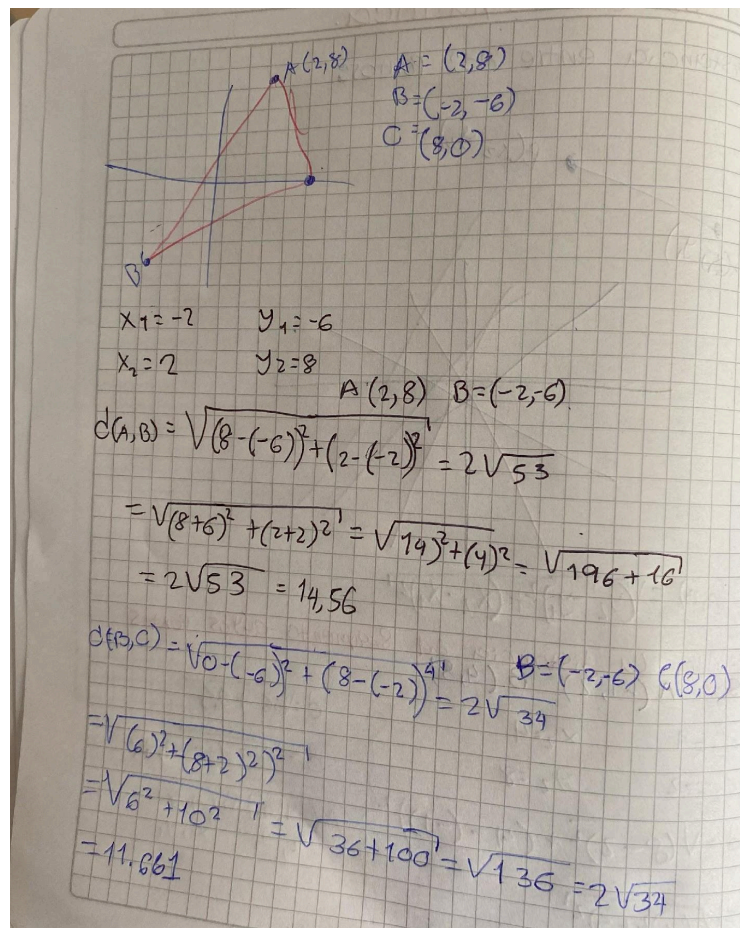 A(2,8)
A = (2,8)
B=(-2,-6)
C=(8,0)
B
x1=-2 y1=-6
x2=2 y2=8
A(2,8) B=(-2,-6)
d(A,B) = √(8-(-6))²+(2-(-2))² = 2√53
= √(8+6)² +(2+2)² = √14)²+(4)² = √196+16
= 2√53 = 14,56
d(B,C) = √0-(-6))² + (8-(-2))⁴ = 2√34 B=(-2,-6) C(8,0)
=√(6)²+(8+2)²)²
=√6²+10² = √36+100 = √136 = 2√34
=11.661